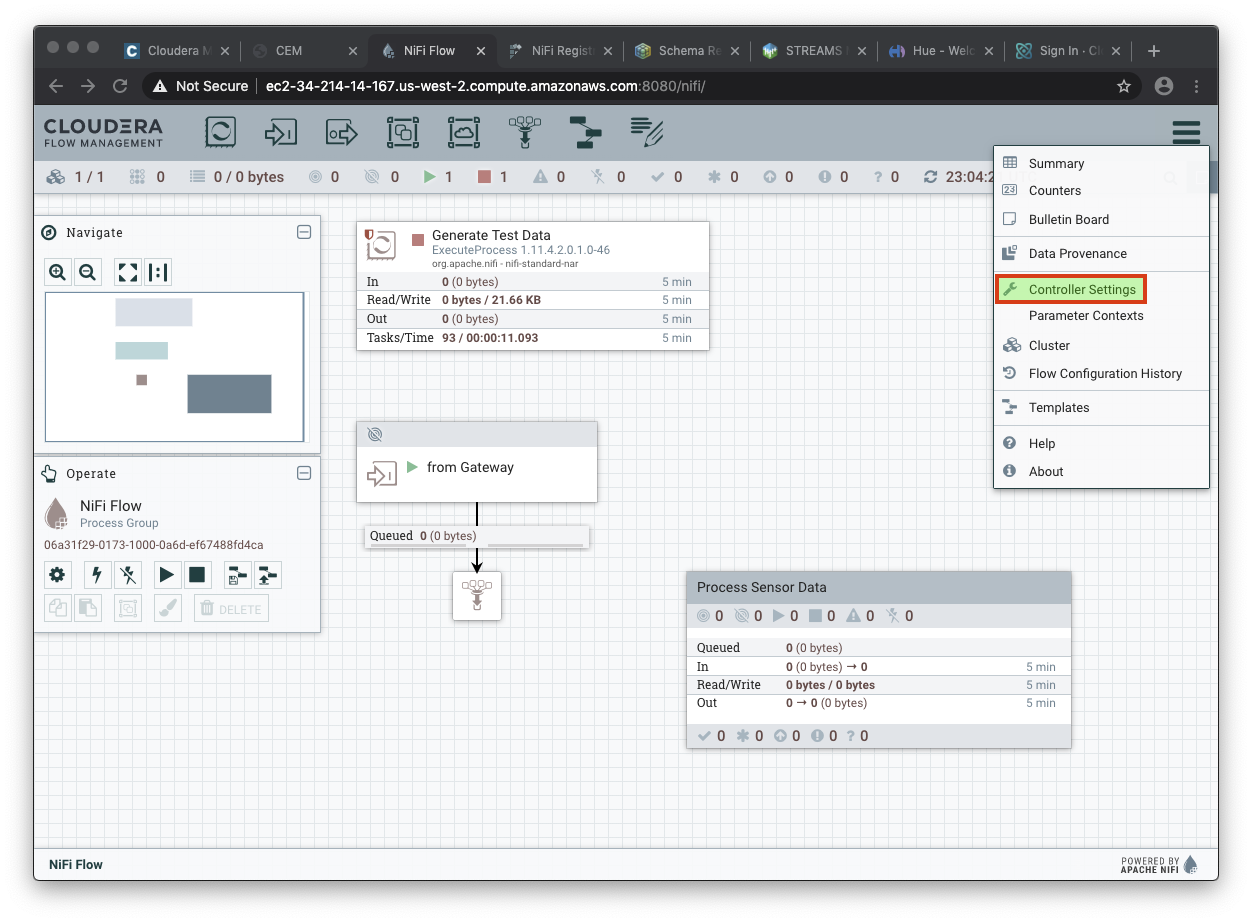 Cloudera M
CEM
NiFi Flow
NiFi Regist
Schema Re
STREAMS
Hue - Welc
Sign In · Cl
Not Secure
ec2-34-214-14-167.us-west-2.compute.amazonaws.com:8080/nifi/
CLOUDERA
FLOW MANAGEMENT
1 / 1 0 0 / 0 bytes 0 0 1 1 0 0 0 0 0 0 ? 0 23:04:2
Summary
Counters
Bulletin Board
Data Provenance
Controller Settings
Parameter Contexts
Cluster
Flow Configuration History
Templates
Help
About
Navigate
Operate
NiFi Flow
Process Group
06a31f29-0173-1000-0a6d-ef67488fd4ca
DELETE
Generate Test Data
ExecuteProcess 1.11.4.2.0.1.0-46
org.apache.nifi - nifi-standard-nar
In 0 (0 bytes) 5 min
Read/Write 0 bytes / 21.66 KB 5 min
Out 0 (0 bytes) 5 min
Tasks/Time 93 / 00:00:11.093 5 min
from Gateway
Queued 0 (0 bytes)
Process Sensor Data
0 0 0 0 0 0
Queued 0 (0 bytes)
In 0 (0 bytes) → 0 5 min
Read/Write 0 bytes / 0 bytes 5 min
Out 0 → 0 (0 bytes) 5 min
0 0 0 0 ? 0
NiFi Flow
POWERED BY
APACHE NIFI